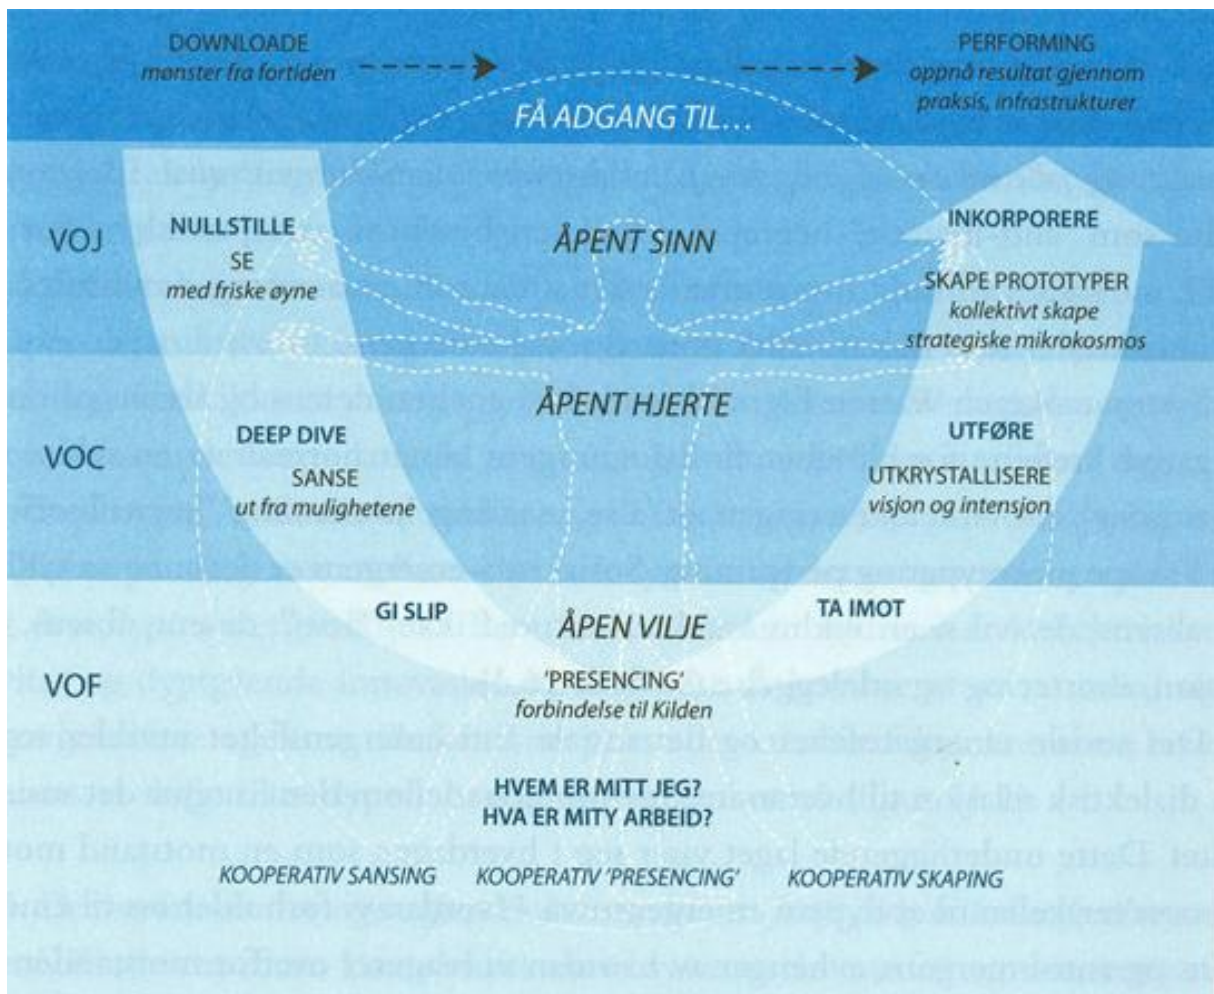 DOWNLOADE
mønster fra fortiden
PERFORMING
oppnå resultat gjennom
praksis, infrastrukturer
FÅ ADGANG TIL...
VOJ
NULLSTILLE
SE
med friske øyne
ÅPENT SINN
INKORPORERE
SKAPE PROTOTYPER
kollektivt skape
strategiske mikrokosmos
ÅPENT HJERTE
VOC
DEEP DIVE
SANSE
ut fra mulighetene
UTFØRE
UTKRYSTALLISERE
visjon og intensjon
GI SLIP
ÅPEN VILJE
TA IMOT
VOF
'PRESENCING'
forbindelse til Kilden
HVEM ER MITT JEG?
HVA ER MITY ARBEID?
KOOPERATIV SANSING
KOOPERATIV 'PRESENCING'
KOOPERATIV SKAPING